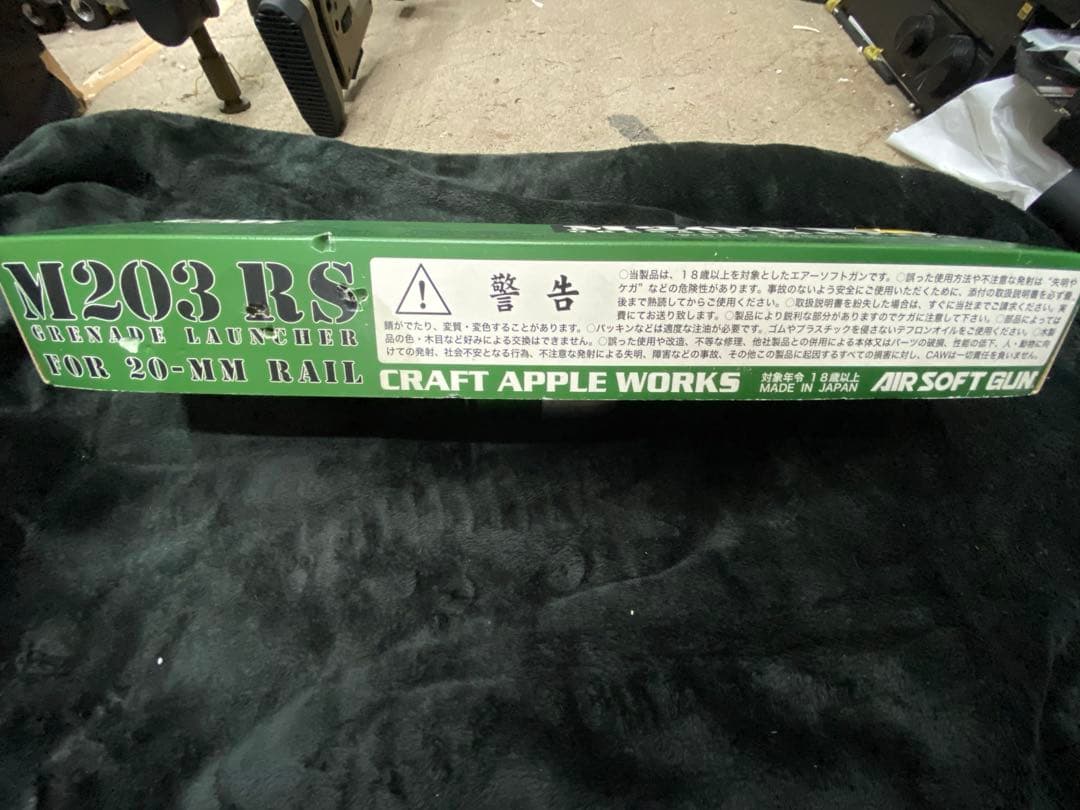 M203 RS
GRENADE LAUNCHER
FOR 20-MM RAIL
警告
○当製品は、18歳以上を対象としたエアーソフトガンです。○誤った使用方法や不注意な発射は“失明や
ケガ”などの危険性があります。事故のないよう安全にご使用いただくために、添付の取扱説明書を必ず最
後まで熟読してからご使用ください。○取扱説明書を紛失した場合は、すぐに当社までご請求ください。実
費にてお送り致します。○製品により鋭利な部分がありますのでケガに注意して下さい。○部品によっては
錆がでたり、変質・変色することがあります。○パッキンなどは適度な注油が必要です。ゴムやプラスチックを侵さないテフロンオイルをご使用ください。○木製
品の色・木目など好みによる交換はできません。○誤った使用や改造、不等な修理、他社製品との併用による本体又はパーツの破損、性能の低下、人・動物に向
けての発射、社会不安となる行為、不注意な発射による失明、障害などの事故、その他この製品に起因するすべての損害に対し、CAWは一切責任を負いません。
CRAFT APPLE WORKS
対象年令 18歳以上
MADE IN JAPAN
AIR SOFT GUN